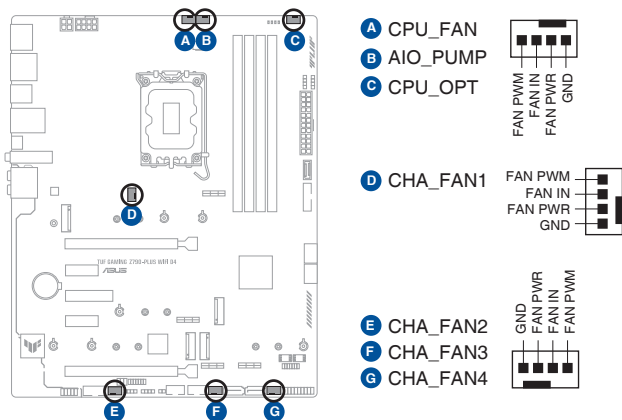 A CPU_FAN
B AIO_PUMP
C CPU_OPT
FAN PWM
FAN IN
FAN PWR
GND
D CHA_FAN1
FAN PWM
FAN IN
FAN PWR
GND
E CHA_FAN2
F CHA_FAN3
G CHA_FAN4
GND
FAN PWR
FAN IN
FAN PWM
A
B
C
D
TUF GAMING Z790-PLUS WIFI D4
ASUS
E
F
G